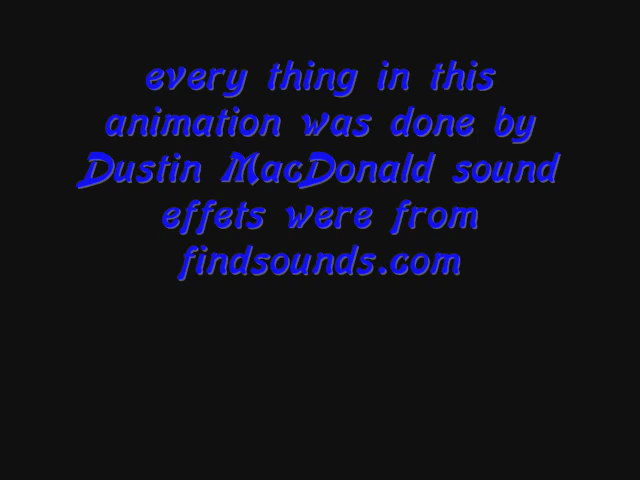 every thing in this
animation was done by
Dustin MacDonald sound
effets were from
findsounds.com